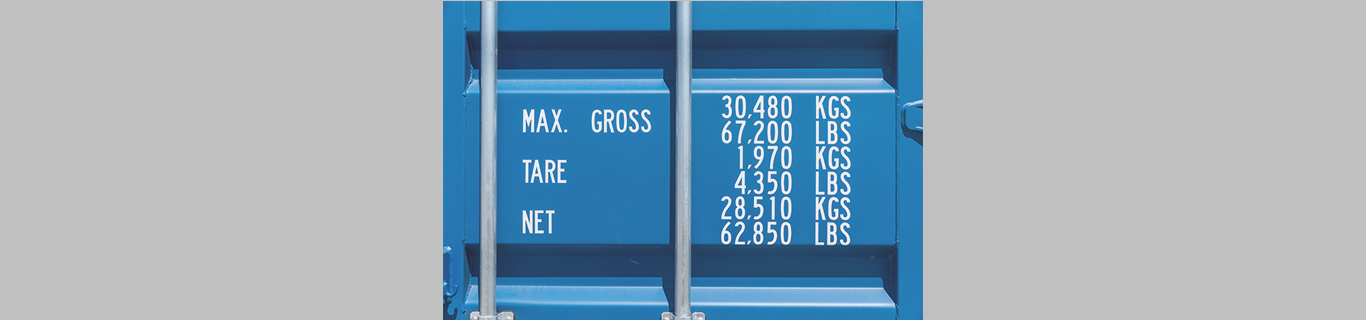 MAX. GROSS 30,480 KGS
67,200 LBS
TARE 1,970 KGS
4,350 LBS
NET 28,510 KGS
62,850 LBS